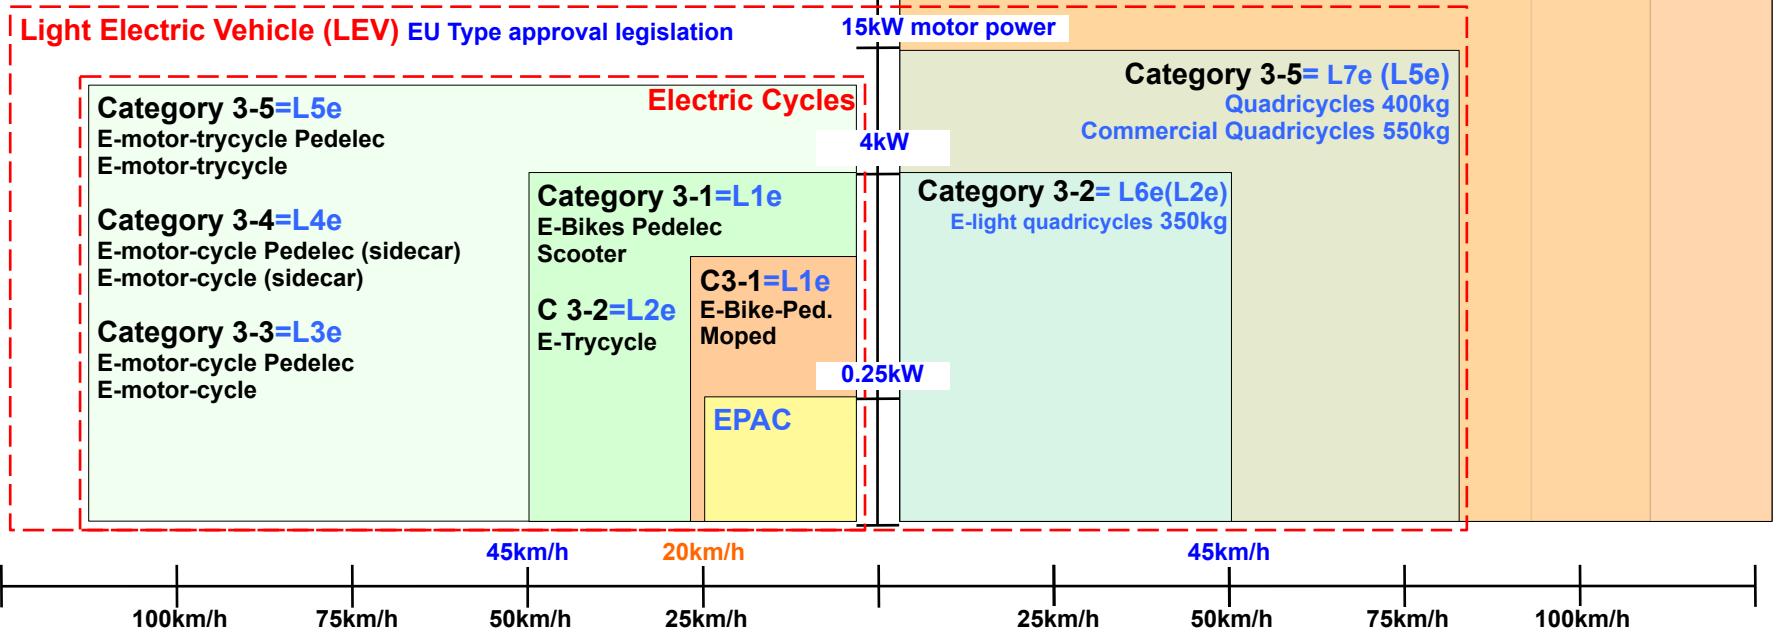 Light Electric Vehicle (LEV) EU Type approval legislation
15kW motor power
Electric Cycles
Category 3-5=L5e
E-motor-trycycle Pedelec
E-motor-trycycle
Category 3-4=L4e
E-motor-cycle Pedelec (sidecar)
E-motor-cycle (sidecar)
Category 3-3=L3e
E-motor-cycle Pedelec
E-motor-cycle
Category 3-1=L1e
E-Bikes Pedelec
Scooter
C 3-2=L2e
E-Trycycle
C3-1=L1e
E-Bike-Ped.
Moped
EPAC
4kW
0.25kW
Category 3-5= L7e (L5e)
Quadricycles 400kg
Commercial Quadricycles 550kg
Category 3-2= L6e(L2e)
E-light quadricycles 350kg
45km/h
20km/h
45km/h
100km/h
75km/h
50km/h
25km/h
25km/h
50km/h
75km/h
100km/h